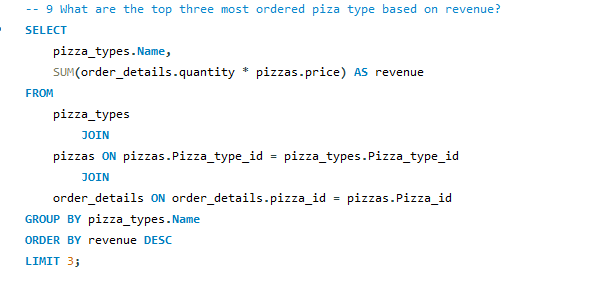 -- 9 What are the top three most ordered piza type based on revenue?
SELECT
pizza_types.Name,
SUM(order_details.quantity * pizzas.price) AS revenue
FROM
pizza_types
JOIN
pizzas ON pizzas.Pizza_type_id = pizza_types.Pizza_type_id
JOIN
order_details ON order_details.pizza_id = pizzas.Pizza_id
GROUP BY pizza_types.Name
ORDER BY revenue DESC
LIMIT 3;